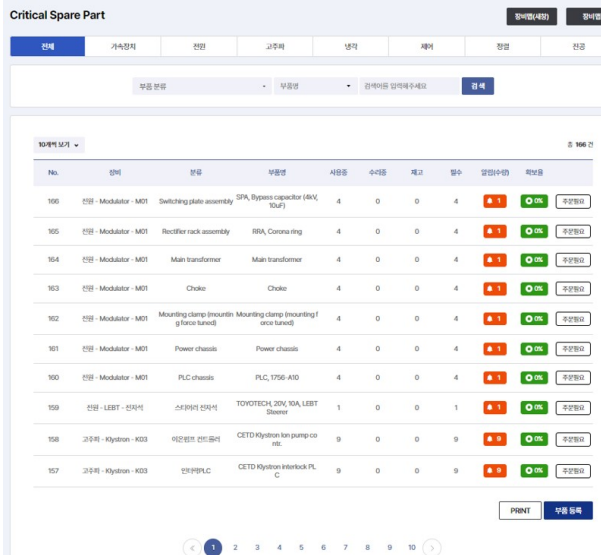 Critical Spare Part
장비맵(새창) 장비맵
전체 가속장치 전원 고주파 냉각 제어 정렬 진공
부품 분류 부품명 검색어를 입력해주세요 검색
10개씩 보기 총 166 건
No. 장비 분류 부품명 사용중 수리중 재고 필수 알림(수량) 확보율
166 전원 - Modulator - M01 Switching plate assembly SPA, Bypass capacitor (4kV, 10uF) 4 0 0 4 1 0% 주문필요
165 전원 - Modulator - M01 Rectifier rack assembly RRA, Corona ring 4 0 0 4 1 0% 주문필요
164 전원 - Modulator - M01 Main transformer Main transformer 4 0 0 4 1 0% 주문필요
163 전원 - Modulator - M01 Choke Choke 4 0 0 4 1 0% 주문필요
162 전원 - Modulator - M01 Mounting clamp (mounting force tuned) Mounting clamp (mounting force tuned) 4 0 0 4 1 0% 주문필요
161 전원 - Modulator - M01 Power chassis Power chassis 4 0 0 4 1 0% 주문필요
160 전원 - Modulator - M01 PLC chassis PLC, 1756-A10 4 0 0 4 1 0% 주문필요
159 전원 - LEBT - 전자석 스티어러 전자석 TOYOTECH, 20V, 10A, LEBT Steerer 1 0 0 1 1 0% 주문필요
158 고주파 - Klystron - K03 이온펌프 컨트롤러 CETD Klystron Ion pump contr. 9 0 0 9 9 0% 주문필요
157 고주파 - Klystron - K03 인터락PLC CETD Klystron Interlock PLC 9 0 0 9 9 0% 주문필요
PRINT 부품 등록
1 2 3 4 5 6 7 8 9 10